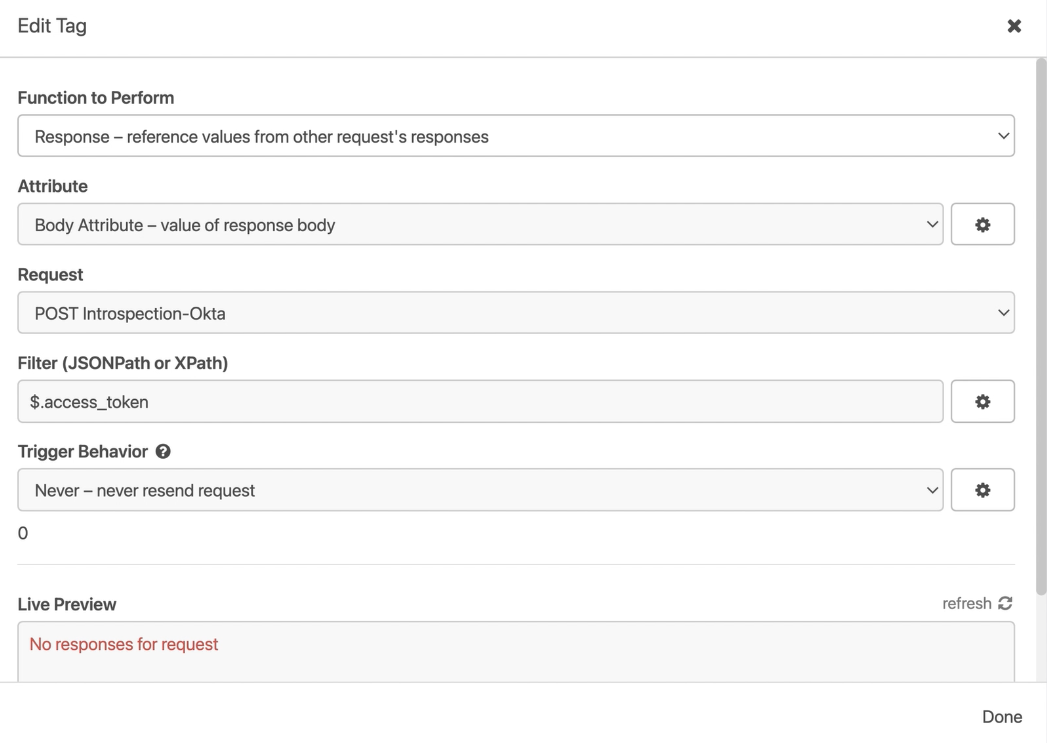 Edit Tag
Function to Perform
Response – reference values from other request's responses
Attribute
Body Attribute – value of response body
Request
POST Introspection-Okta
Filter (JSONPath or XPath)
$.access_token
Trigger Behavior
Never – never resend request
0
Live Preview
refresh
No responses for request
Done